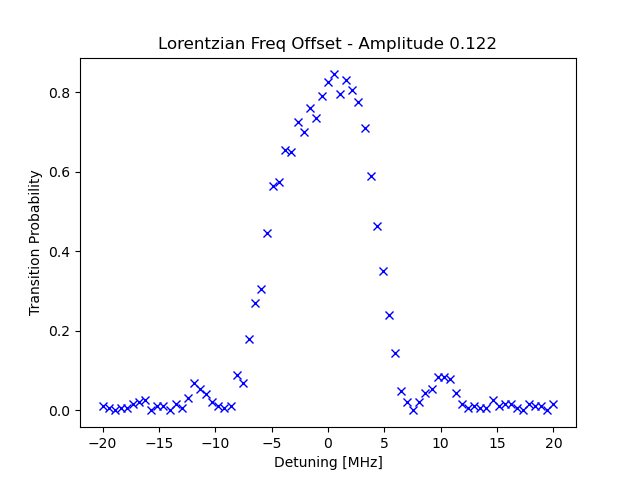 Lorentzian Freq Offset - Amplitude 0.122
Transition Probability
0.8
0.6
0.4
0.2
0.0
−20 −15 −10 −5 0 5 10 15 20
Detuning [MHz]